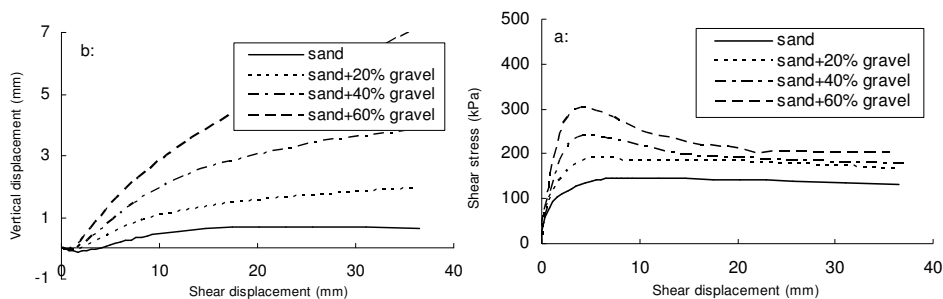 b:
Vertical displacement (mm)
7
5
3
1
-1
sand
sand+20% gravel
sand+40% gravel
sand+60% gravel
0 10 20 30 40
Shear displacement (mm)
a:
Shear stress (kPa)
500
400
300
200
100
0
sand
sand+20% gravel
sand+40% gravel
sand+60% gravel
0 10 20 30 40
Shear displacement (mm)